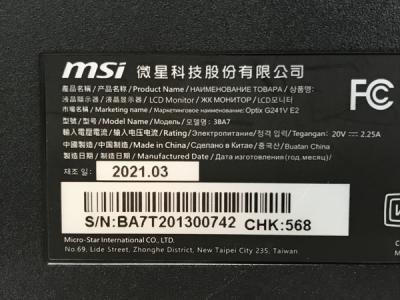 msi 微星科技股份有限公司
產品名稱 / 产品名称 / Product Name / НАИМЕНОВАНИЕ ТОВАРА / 상품명:
液晶顯示器 / 液晶显示器 / LCD Monitor / ЖК МОНИТОР / LCD모니터
市場名稱 / 市场名称 / Marketing name / Маркетинговое наименование: Optix G241V E2
型號/型号/Model Name/Модель/모델명: 3BA7
輸入電壓電流/输入电压电流/Rating/Электропитание/정격 입력/Tegangan: 20V ⎓ 2.25A
中國製造/中国制造/Made in China/Сделано в Китае/중국산/Buatan China
製造日期/制造日期/Manufactured Date/Дата изготовления (год.месяц)/
제조일: 2021.03
S/N:BA7T201300742 CHK:568
Micro-Star International CO., LTD.
No.69, Lide Street, Zhonghe District, New Taipei City 235, Taiwan
FC